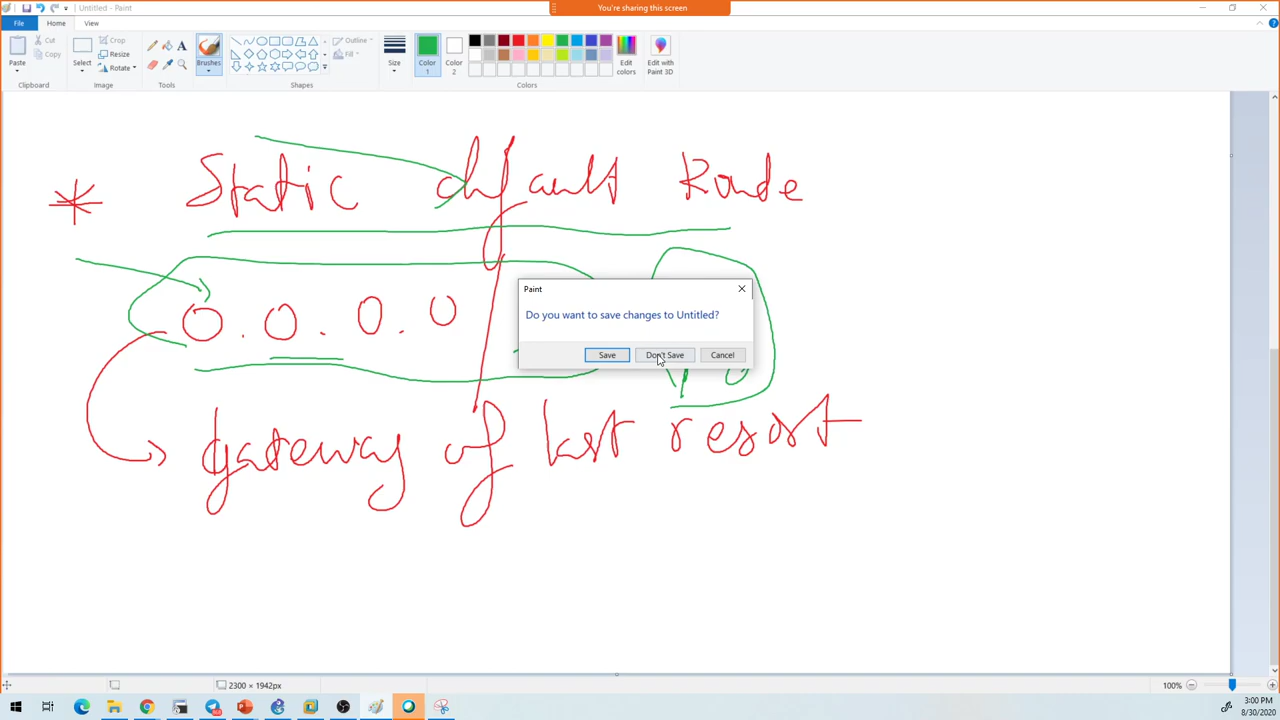 Untitled - Paint
You're sharing this screen
File Home View
Paste
Cut
Copy
Clipboard
Select
Crop
Resize
Rotate
Image
A
Tools
Brushes
Outline
Fill
Shapes
Size
Color 1
Color 2
Edit colors
Colors
Edit with Paint 3D
* Static default Route
0.0.0.0
Paint
Do you want to save changes to Untitled?
Save Don't Save Cancel
gateway of last resort
2300 × 1942px
100%
3:00 PM
8/30/2020